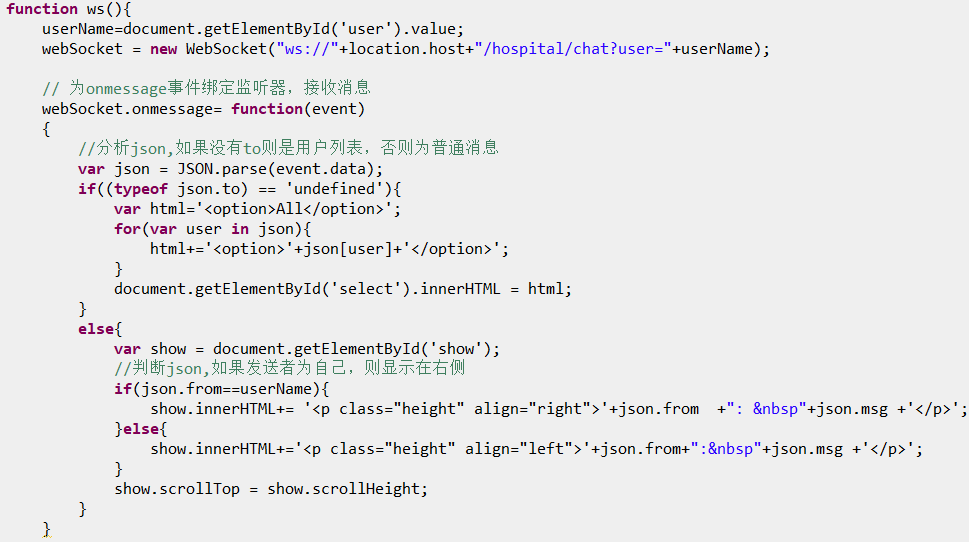 function ws(){
    userName=document.getElementById('user').value;
    webSocket = new WebSocket("ws://"+location.host+"/hospital/chat?user="+userName);
    // 为onmessage事件绑定监听器，接收消息
    webSocket.onmessage= function(event)
    {
        //分析json,如果没有to则是用户列表，否则为普通消息
        var json = JSON.parse(event.data);
        if((typeof json.to) == 'undefined'){
            var html='<option>All</option>';
            for(var user in json){
                html+='<option>'+json[user]+'</option>';
            }
            document.getElementById('select').innerHTML = html;
        }
        else{
            var show = document.getElementById('show');
            //判断json,如果发送者为自己，则显示在右侧
            if(json.from==userName){
                show.innerHTML+= '<p class="height" align="right">'+json.from  +": &nbsp"+json.msg +'</p>';
            }else{
                show.innerHTML+='<p class="height" align="left">'+json.from+":&nbsp"+json.msg +'</p>';
            }
            show.scrollTop = show.scrollHeight;
        }
    }